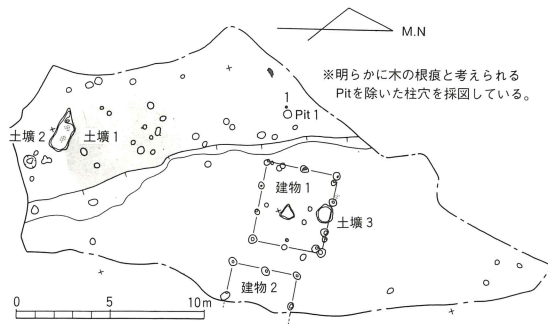 M.N
※明らかに木の根痕と考えられる
Pitを除いた柱穴を採図している。
1
Pit 1
土壙 2
土壙 1
建物 1
土壙 3
建物 2
0 5 10m